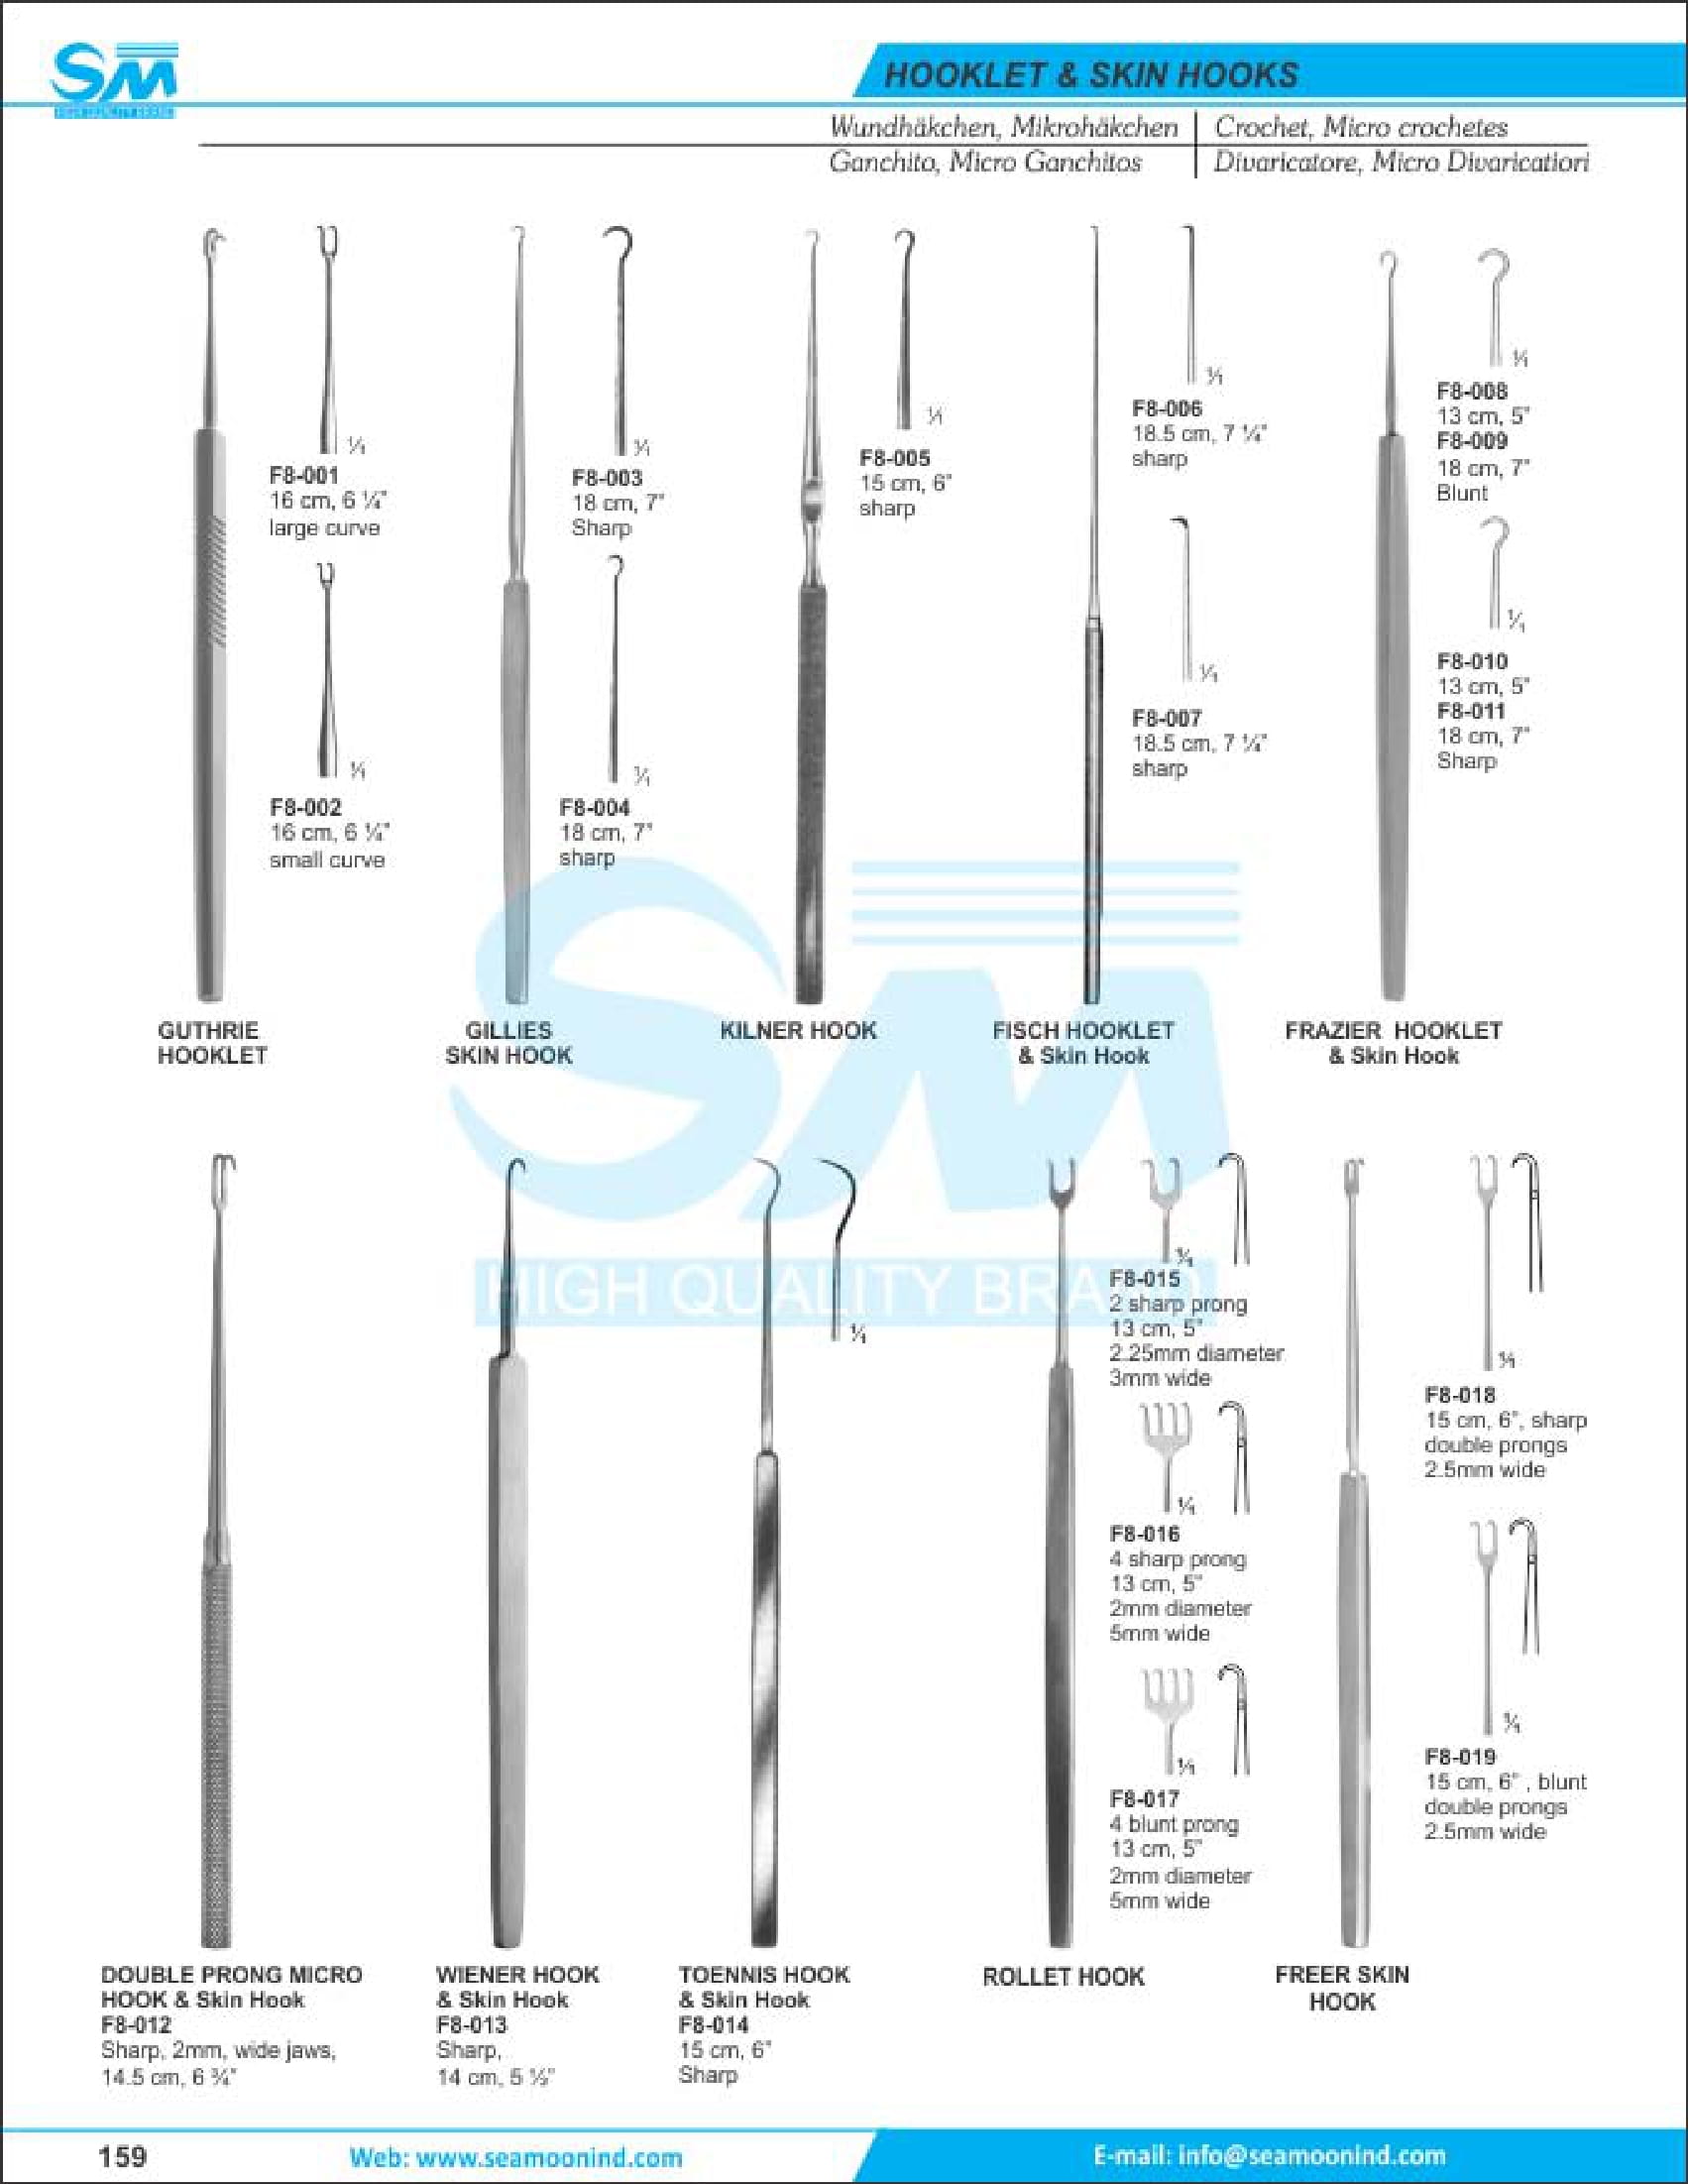 SM
HOOKLET & SKIN HOOKS
Wundhäkchen, Mikrohäkchen
Crochet, Micro crochetes
Ganchito, Micro Ganchitos
Divaricatore, Micro Divaricatiori
1/1
F8-001
16 cm, 6 ¼"
large curve
1/1
F8-002
16 cm, 6 ¼"
small curve
GUTHRIE
HOOKLET
1/1
F8-003
18 cm, 7"
Sharp
1/1
F8-004
18 cm, 7"
sharp
GILLIES
SKIN HOOK
1/1
F8-005
15 cm, 6"
sharp
KILNER HOOK
1/1
F8-006
18.5 cm, 7 ¼"
sharp
1/1
F8-007
18.5 cm, 7 ¼"
sharp
FISCH HOOKLET
& Skin Hook
1/1
F8-008
13 cm, 5"
F8-009
18 cm, 7"
Blunt
1/1
F8-010
13 cm, 5"
F8-011
18 cm, 7"
Sharp
FRAZIER HOOKLET
& Skin Hook
SM
HIGH QUALITY BRAND
DOUBLE PRONG MICRO
HOOK & Skin Hook
F8-012
Sharp, 2mm, wide jaws,
14.5 cm, 6 ¾"
WIENER HOOK
& Skin Hook
F8-013
Sharp,
14 cm, 5 ½"
1/1
TOENNIS HOOK
& Skin Hook
F8-014
15 cm, 6"
Sharp
1/1
F8-015
2 sharp prong
13 cm, 5"
2.25mm diameter
3mm wide
1/1
F8-016
4 sharp prong
13 cm, 5"
2mm diameter
5mm wide
1/1
F8-017
4 blunt prong
13 cm, 5"
2mm diameter
5mm wide
ROLLET HOOK
1/1
F8-018
15 cm, 6", sharp
double prongs
2.5mm wide
1/1
F8-019
15 cm, 6" , blunt
double prongs
2.5mm wide
FREER SKIN
HOOK
159
Web: www.seamoonind.com
E-mail: info@seamoonind.com